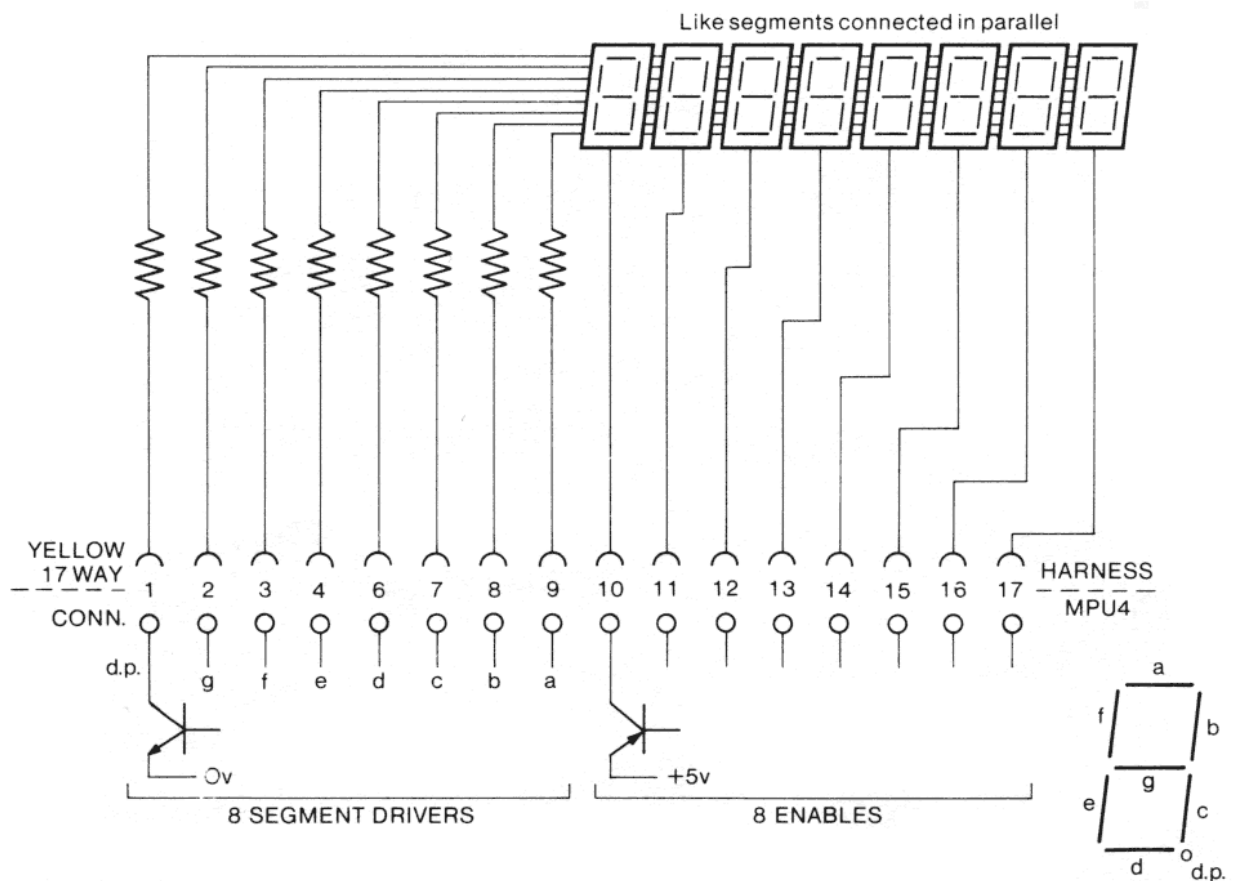 Like segments connected in parallel
YELLOW
17 WAY
1 2 3 4 6 7 8 9 10 11 12 13 14 15 16 17
HARNESS
MPU4
CONN.
d.p. g f e d c b a
0v
+5v
8 SEGMENT DRIVERS
8 ENABLES
a
f
b
g
e
c
d
d.p.